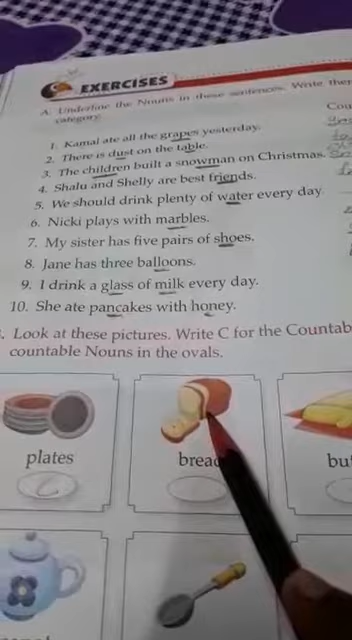 EXERCISES
A. Underline the Nouns in these sentences. Write them
category.
Cou
1. Kamal ate all the grapes yesterday.
2. There is dust on the table.
3. The children built a snowman on Christmas.
4. Shalu and Shelly are best friends.
5. We should drink plenty of water every day.
6. Nicki plays with marbles.
7. My sister has five pairs of shoes.
8. Jane has three balloons.
9. I drink a glass of milk every day.
10. She ate pancakes with honey.
. Look at these pictures. Write C for the Countab
countable Nouns in the ovals.
plates
bread
bu
C